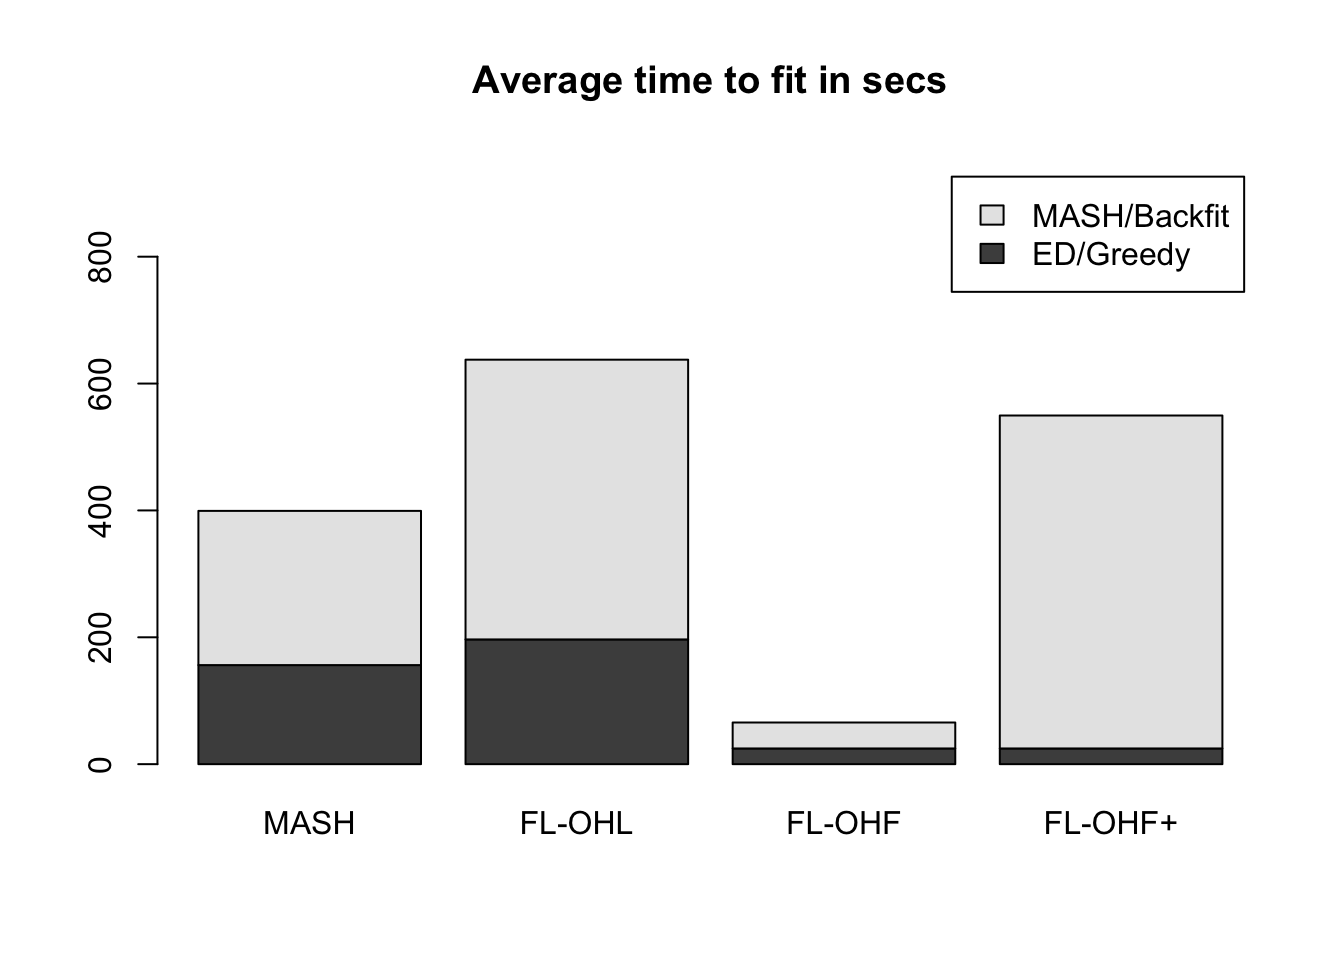 Average time to fit in secs
MASH/Backfit
ED/Greedy
800
600
400
200
0
MASH FL-OHL FL-OHF FL-OHF+